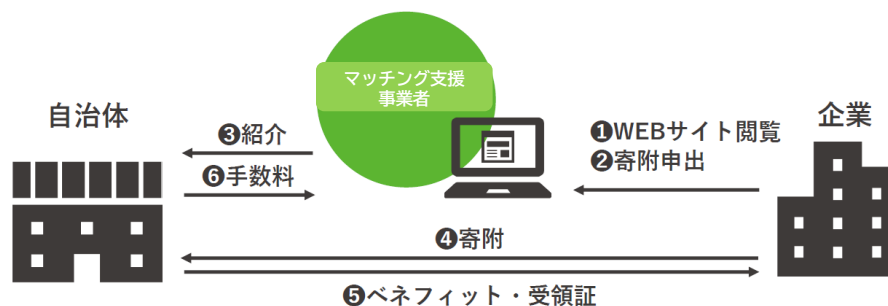 マッチング支援
事業者
自治体
企業
❶WEBサイト閲覧
❷寄附申出
❸紹介
❻手数料
❹寄附
❺ベネフィット・受領証